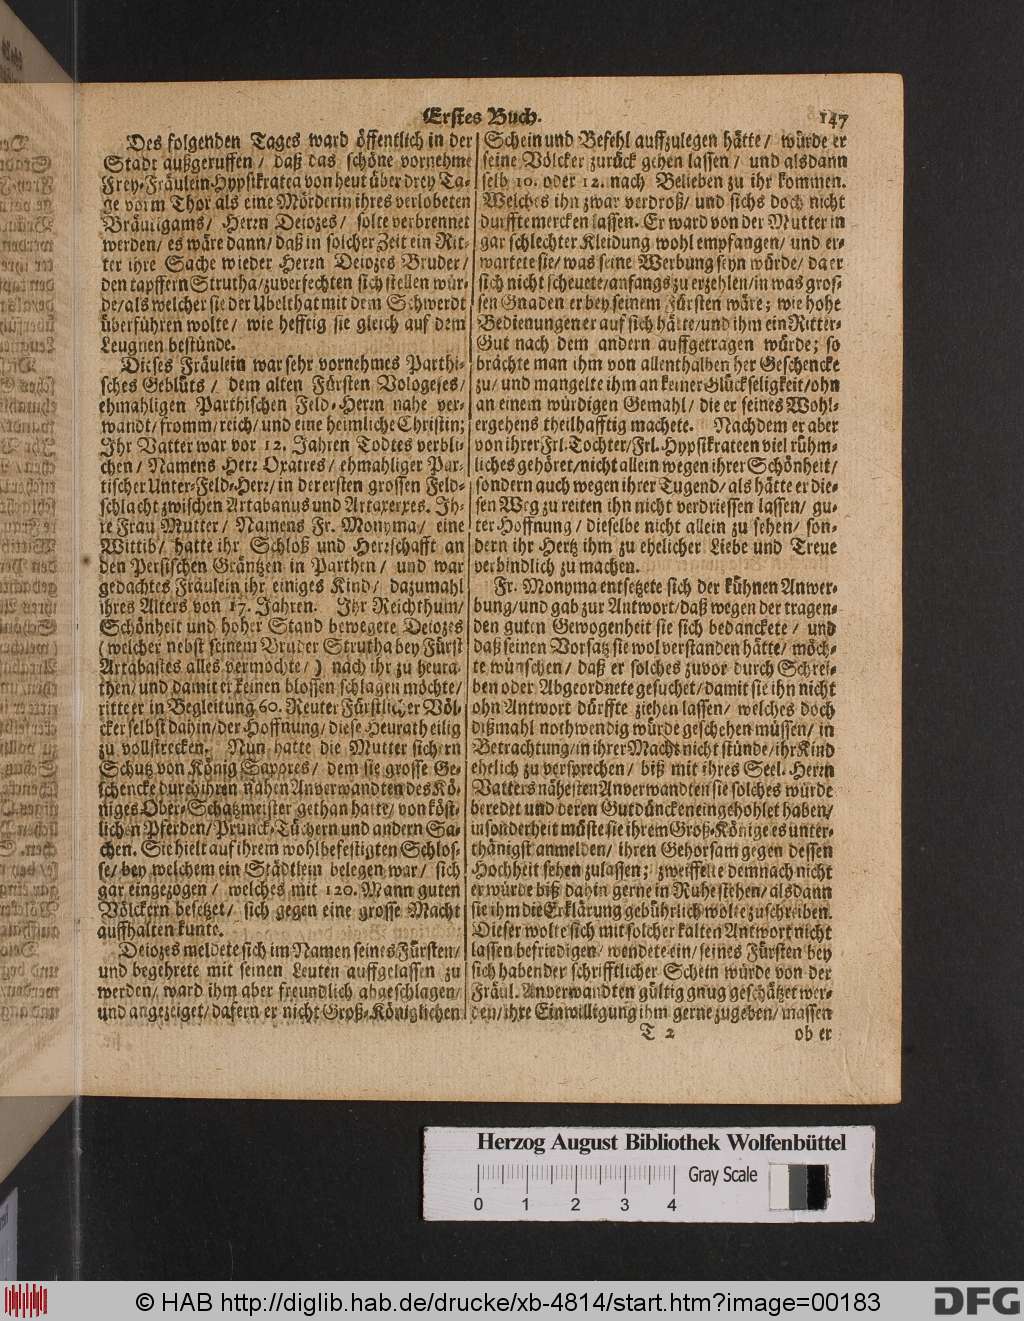 Erstes Buch.
147
Des folgenden Tages ward öffentlich in der
Stadt außgeruffen / daß das schöne vornehme
Frey-Fräulein-Hypsikratea von heut über drey Ta-
ge vorm Thor als eine Mörderin ihres verlobeten
Bräutigams / Herrn Deiozes / solte verbrennet
werden / es wäre dann / daß in solcher Zeit ein Rit-
ter ihre Sache wieder Herrn Deiozes Bruder /
den tapffern Strutha / zuverfechten sich stellen wür-
de / als welcher sie der Ubelthat mit dem Schwerdt
überführen wolte / wie hefftig sie gleich auf dem
Leugnen bestünde.
Dieses Fräulein war sehr vornehmes Parthi-
sches Geblüts / dem alten Fürsten Vologeses /
ehmahligen Parthischen Feld-Herrn nahe ver-
wandt / fromm / reich / und eine heimliche Christin;
Ihr Vatter war vor 12. Jahren Todtes verbli-
chen / Namens Herr Oxatres / ehmahliger Par-
tischer Unter-Feld-Herr / in der ersten grossen Feld-
schlacht zwischen Artabanus und Artaxerxes. Ih-
re Frau Mutter / Namens Fr. Monyma / eine
Wittib / hatte ihr Schloß und Herrschafft an
den Persischen Gräntzen in Parthen / und war
gedachtes Fräulein ihr einiges Kind / dazumahl
ihres Alters von 17. Jahren. Ihr Reichthum /
Schönheit und hoher Stand bewegete Deiozes
(welcher nebst seinem Bruder Strutha bey Fürst
Artabastes alles vermochte /) nach ihr zu heura-
then / und damit er keinen blossen schlagen möchte /
ritte er in Begleitung 60. Reuter Fürstlicher Völ-
cker selbst dahin / der Hoffnung / diese Heurath eilig
zu vollstrecken. Nun hatte die Mutter sich ern
Schutz von König Sapores / dem sie grosse Ge-
schencke durch ihren nahen Anverwandten des Kö-
niges Ober-Schatzmeister gethan hatte / von köst-
lichen Pferden / Prunck-Tüchern und andern Sa-
chen. Sie hielt auf ihrem wohlbefestigten Schlos-
se / bey welchem ein Städtlein belegen war / sich
gar eingezogen / welches mit 120. Mann guten
Völckern besetzet / sich gegen eine grosse Macht
auffhalten kunte.
Deiozes meldete sich im Namen seines Fürsten /
und begehrete mit seinen Leuten auffgelassen zu
werden / ward ihm aber freundlich abgeschlagen /
und angezeiget / dafern er nicht Groß-Königlichen
Schein und Befehl auffzulegen hätte / würde er
seine Völcker zurück gehen lassen / und alsdann
selb 10. oder 12. nach Belieben zu ihr kommen.
Welches ihn zwar verdroß / und sichs doch nicht
durffte mercken lassen. Er ward von der Mutter in
gar schlechter Kleidung wohl empfangen / und er-
wartete sie / was seine Werbung seyn würde / da er
sich nicht scheuete / anfangs zu erzehlen / in was gros-
sen Gnaden er bey seinem Fürsten wäre; wie hohe
Bedienungen er auf sich hätte / und ihm ein Ritter-
Gut nach dem andern auffgetragen würde; so
brächte man ihm von allenthalben her Geschencke
zu / und mangelte ihm an keiner Glückseligkeit / ohn
an einem würdigen Gemahl / die er seines Wohl-
ergehens theilhafftig machete. Nachdem er aber
von ihrer Frl. Tochter / Frl. Hypsikrateen viel rühm-
liches gehöret / nicht allein wegen ihrer Schönheit /
sondern auch wegen ihrer Tugend / als hätte er die-
sen Weg zu reiten ihn nicht verdriessen lassen / gu-
ter Hoffnung / dieselbe nicht allein zu sehen / son-
dern ihr Hertz ihm zu ehelicher Liebe und Treue
verbindlich zu machen.
Fr. Monyma entsetzete sich der kühnen Anwer-
bung / und gab zur Antwort / daß wegen der tragen-
den guten Gewogenheit sie sich bedanckete / und
daß seinen Vorsatz sie wol verstanden hätte / möch-
te wünschen / daß er solches zuvor durch Schrei-
ben oder Abgeordnete gesuchet / damit sie ihn nicht
ohn Antwort dürffte ziehen lassen / welches doch
dißmahl nothwendig würde geschehen müssen / in
Betrachtung / in ihrer Macht nicht stünde / ihr Kind
ehelich zu versprechen / biß mit ihres Seel. Herrn
Vatters nähesten Anverwandten sie solches würde
beredet und deren Gutdüncken eingehohlet haben /
insonderheit müste sie ihrem Groß-Könige es unter-
thänigst anmelden / ihren Gehorsam gegen dessen
Hochheit sehen zulassen; zweiffelte demnach nicht
er würde biß dahin gerne in Ruhe stehen / alsdann
sie ihm die Erklärung gebührlich wolte zuschreiben.
Dieser wolte sich mit solcher kalten Antwort nicht
lassen befriedigen / wendete ein / seines Fürsten bey
sich habender schrifftlicher Schein würde von der
Fräul. Anverwandten gültig gnug geschätzet wer-
den / ihre Einwilligung ihm gerne zugeben / massen
T 2
ob er
Herzog August Bibliothek Wolfenbüttel
Gray Scale
0 1 2 3 4
© HAB http://diglib.hab.de/drucke/xb-4814/start.htm?image=00183
DFG